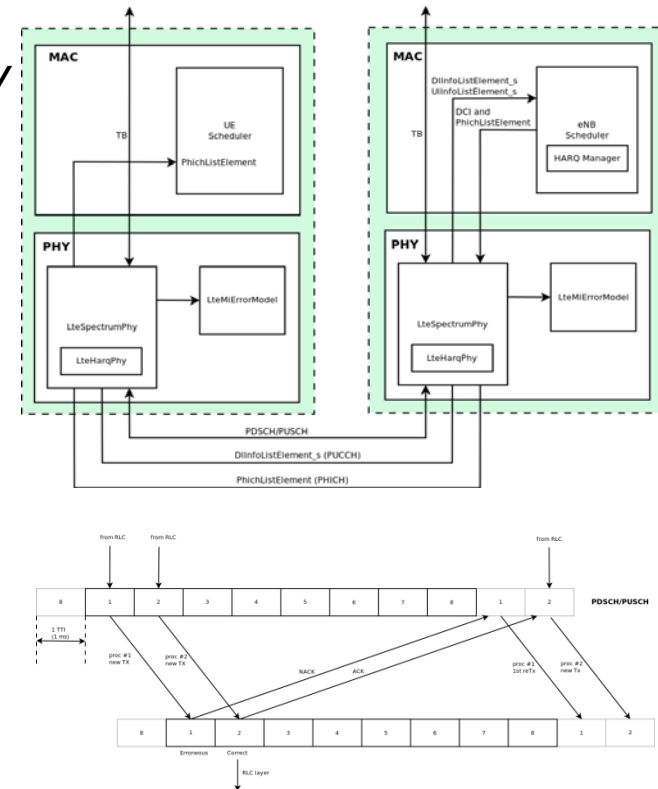 MAC
UE
Scheduler
TB
PhichListElement
PHY
LteSpectrumPhy
LteHarqPhy
LteMiErrorModel
MAC
DlInfoListElement_s
UlInfoListElement_s
DCI and
PhichListElement
TB
eNB
Scheduler
HARQ Manager
PHY
LteSpectrumPhy
LteHarqPhy
LteMiErrorModel
PDSCH/PUSCH
DlInfoListElement_s (PUCCH)
PhichListElement (PHICH)
from RLC
from RLC
from RLC
8 1 2 3 4 5 6 7 8 1 2 PDSCH/PUSCH
1 TTI
(1 ms)
proc #1
new TX
proc #2
new TX
NACK
ACK
proc #1
1st reTx
proc #2
new Tx
8 1 2 3 4 5 6 7 8 1 2
Erroneous Correct
RLC layer